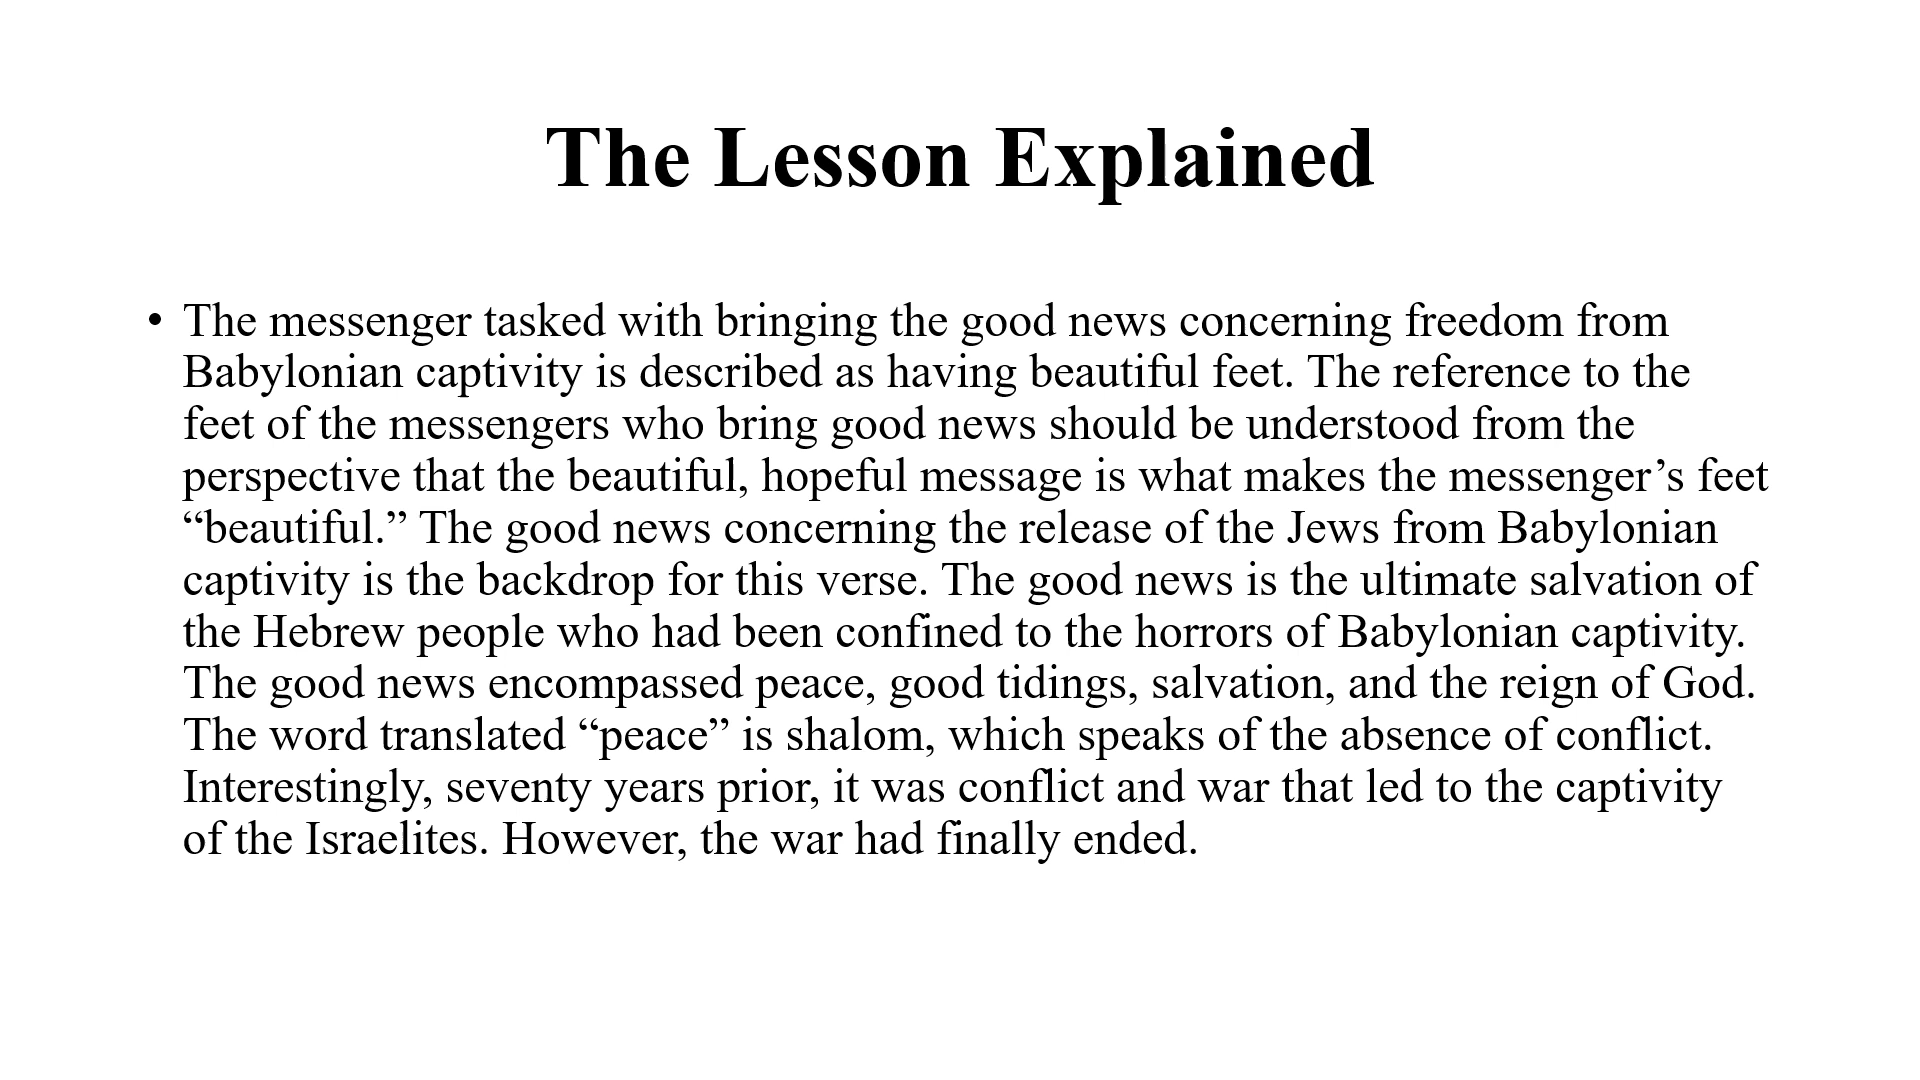 The Lesson Explained
• The messenger tasked with bringing the good news concerning freedom from
Babylonian captivity is described as having beautiful feet. The reference to the
feet of the messengers who bring good news should be understood from the
perspective that the beautiful, hopeful message is what makes the messenger’s feet
“beautiful.” The good news concerning the release of the Jews from Babylonian
captivity is the backdrop for this verse. The good news is the ultimate salvation of
the Hebrew people who had been confined to the horrors of Babylonian captivity.
The good news encompassed peace, good tidings, salvation, and the reign of God.
The word translated “peace” is shalom, which speaks of the absence of conflict.
Interestingly, seventy years prior, it was conflict and war that led to the captivity
of the Israelites. However, the war had finally ended.